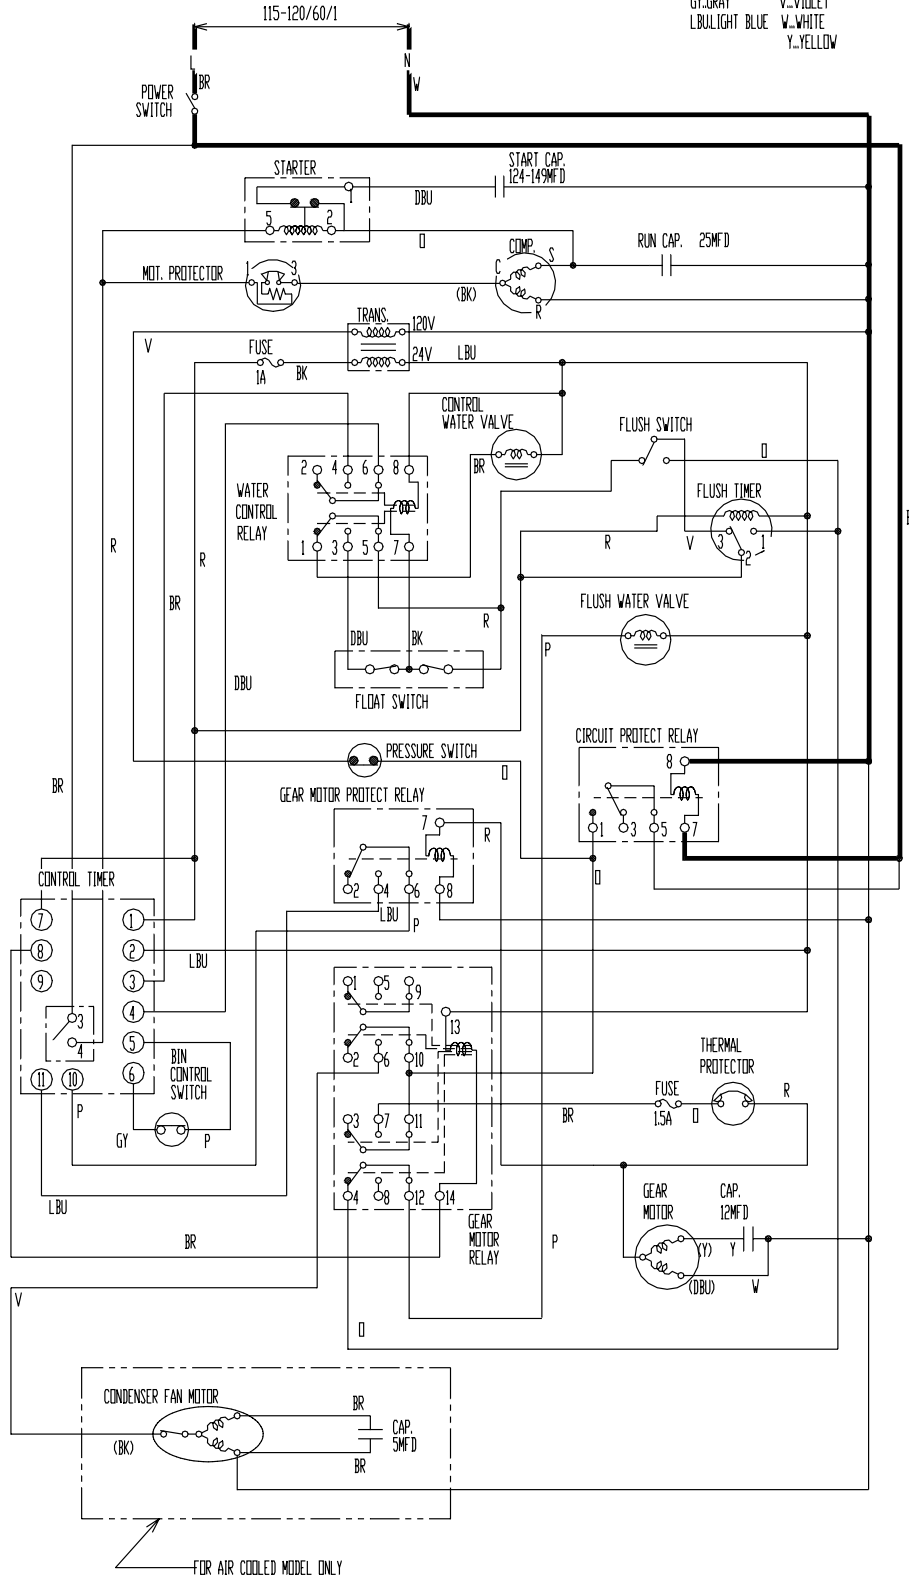 115-120/60/1
GY..GRAY V...VIOLET
LBU.LIGHT BLUE W...WHITE
Y...YELLOW
L
N
BR
W
POWER
SWITCH
STARTER
START CAP.
124-149MFD
1
DBU
5
2
COMP.
S
RUN CAP. 25MFD
MOT. PROTECTOR
1
3
C
(BK)
R
TRANS.
120V
V
FUSE
24V
LBU
1A
BK
CONTROL
WATER VALVE
FLUSH SWITCH
BR
2 4 6 8
WATER
CONTROL
RELAY
FLUSH TIMER
R
R
R
V
3
1
2
1 3 5 7
BR
FLUSH WATER VALVE
R
DBU
BK
P
DBU
FLOAT SWITCH
CIRCUIT PROTECT RELAY
PRESSURE SWITCH
8
BR
GEAR MOTOR PROTECT RELAY
7
R
1 3 5 7
CONTROL TIMER
2 4 6 8
LBU
P
7
1
8
2
LBU
9
3
1 5 9
4
3
13
4
5
BIN
CONTROL
SWITCH
2 6 10
THERMAL
PROTECTOR
11 10 6
FUSE
R
P
1.5A
BR
3 7 11
GY
P
4 8 12 14
LBU
GEAR
MOTOR
CAP.
12MFD
GEAR
MOTOR
RELAY
BR
P
(Y)
Y
(DBU)
W
V
CONDENSER FAN MOTOR
BR
CAP.
5MFD
(BK)
BR
FOR AIR COOLED MODEL ONLY